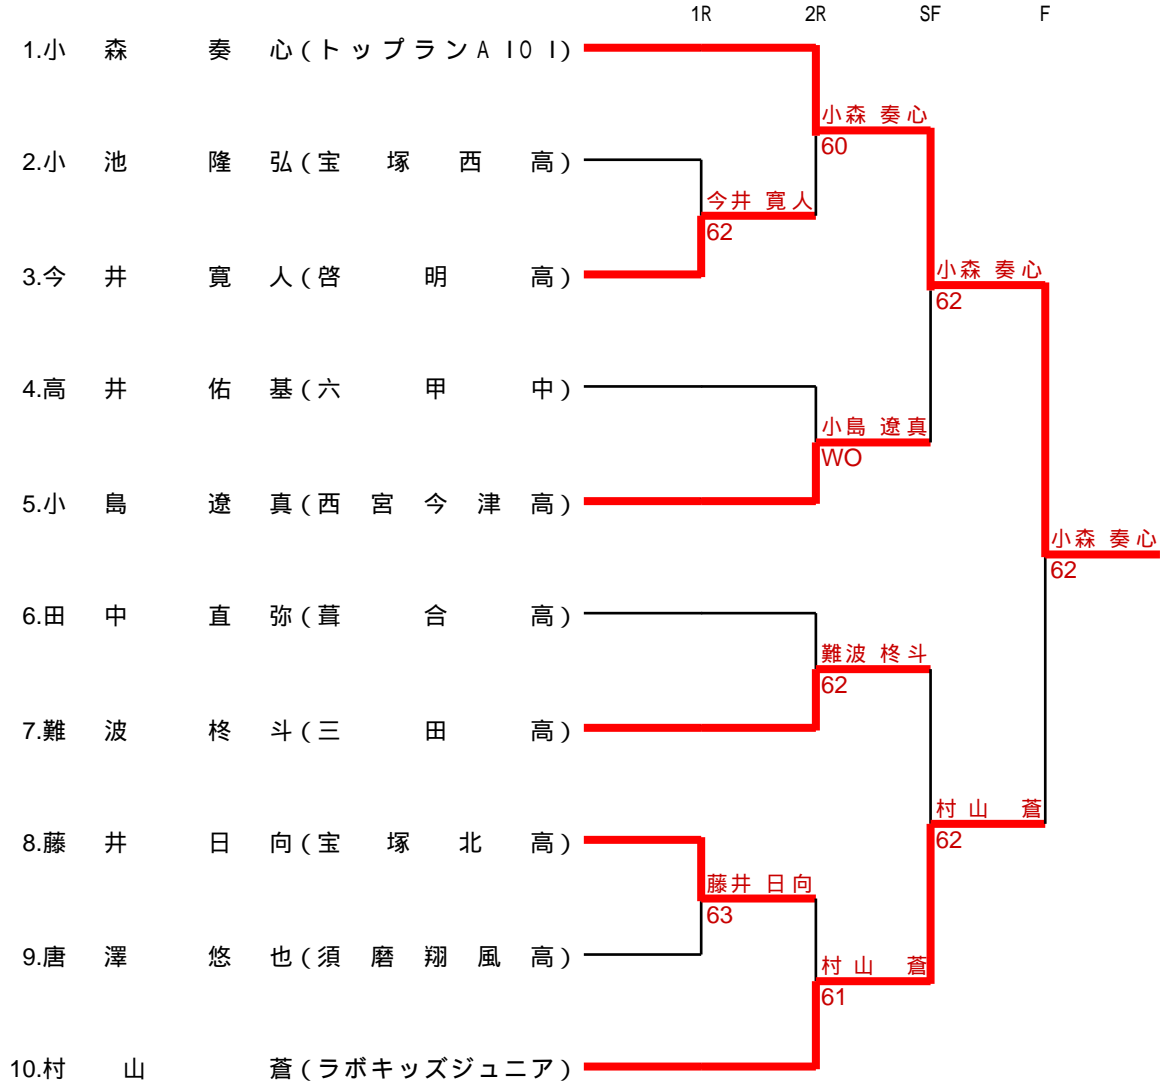 1R 2R SF F
1.小森 奏心(トップランAIOI)
小森 奏心
60
2.小池 隆弘(宝塚西高)
今井 寛人
62
3.今井 寛人(啓明高)
小森 奏心
62
4.高井 佑基(六甲中)
小島 遼真
WO
5.小島 遼真(西宮今津高)
小森 奏心
62
6.田中 直弥(葺合高)
難波 柊斗
62
7.難波 柊斗(三田高)
村山 蒼
62
8.藤井 日向(宝塚北高)
藤井 日向
63
9.唐澤 悠也(須磨翔風高)
村山 蒼
61
10.村山 蒼(ラボキッズジュニア)